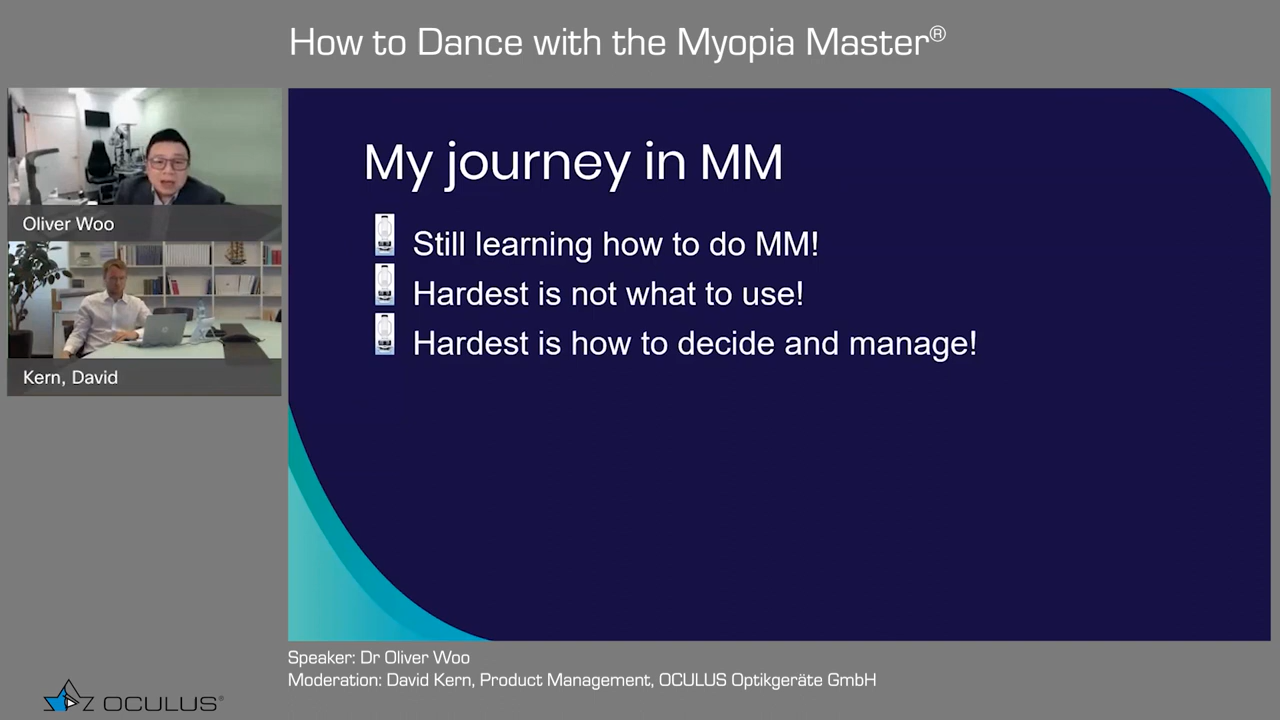 How to Dance with the Myopia Master®
Oliver Woo
Kern, David
My journey in MM
Still learning how to do MM!
Hardest is not what to use!
Hardest is how to decide and manage!
Speaker: Dr Oliver Woo
Moderation: David Kern, Product Management, OCULUS Optikgeräte GmbH
OCULUS®